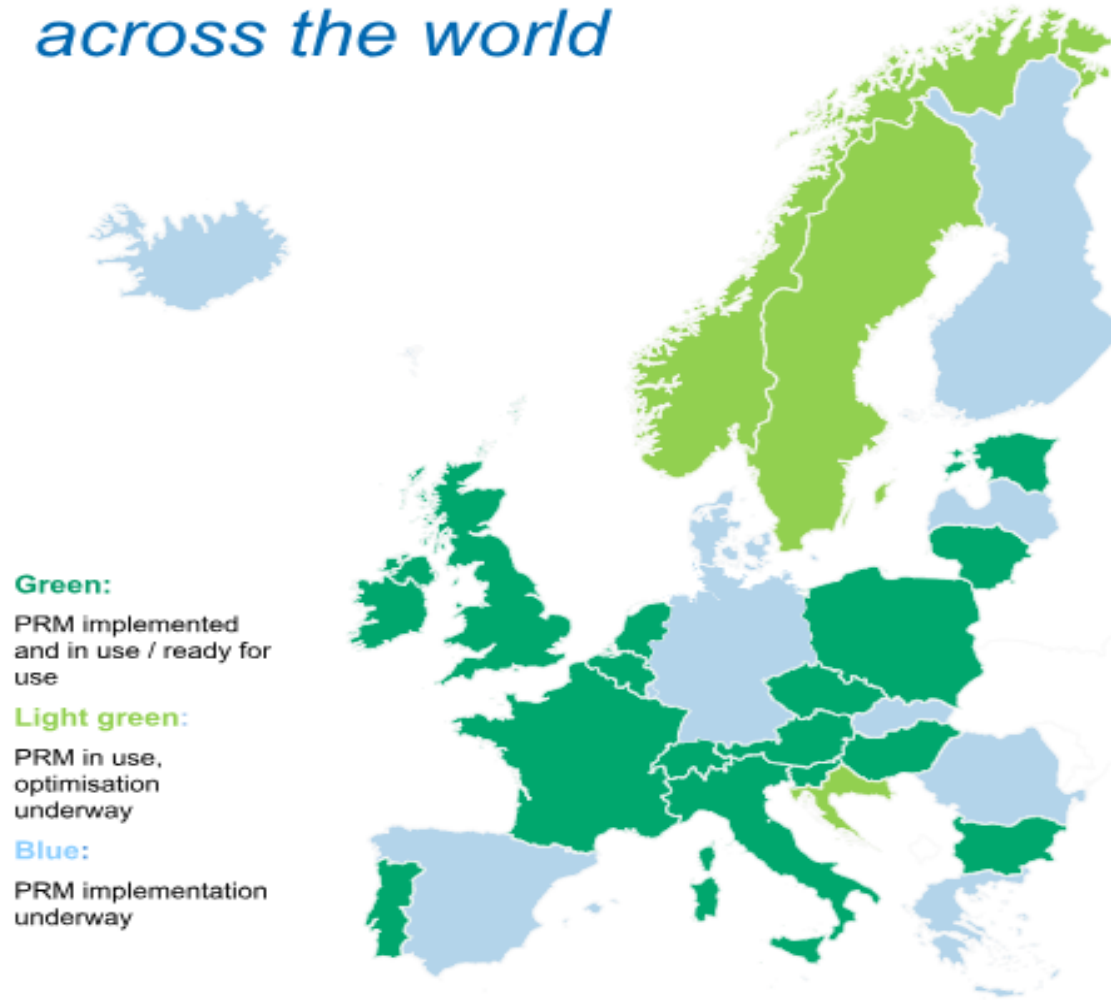 across the world
Green:
PRM implemented
and in use / ready for
use
Light green:
PRM in use,
optimisation
underway
Blue:
PRM implementation
underway